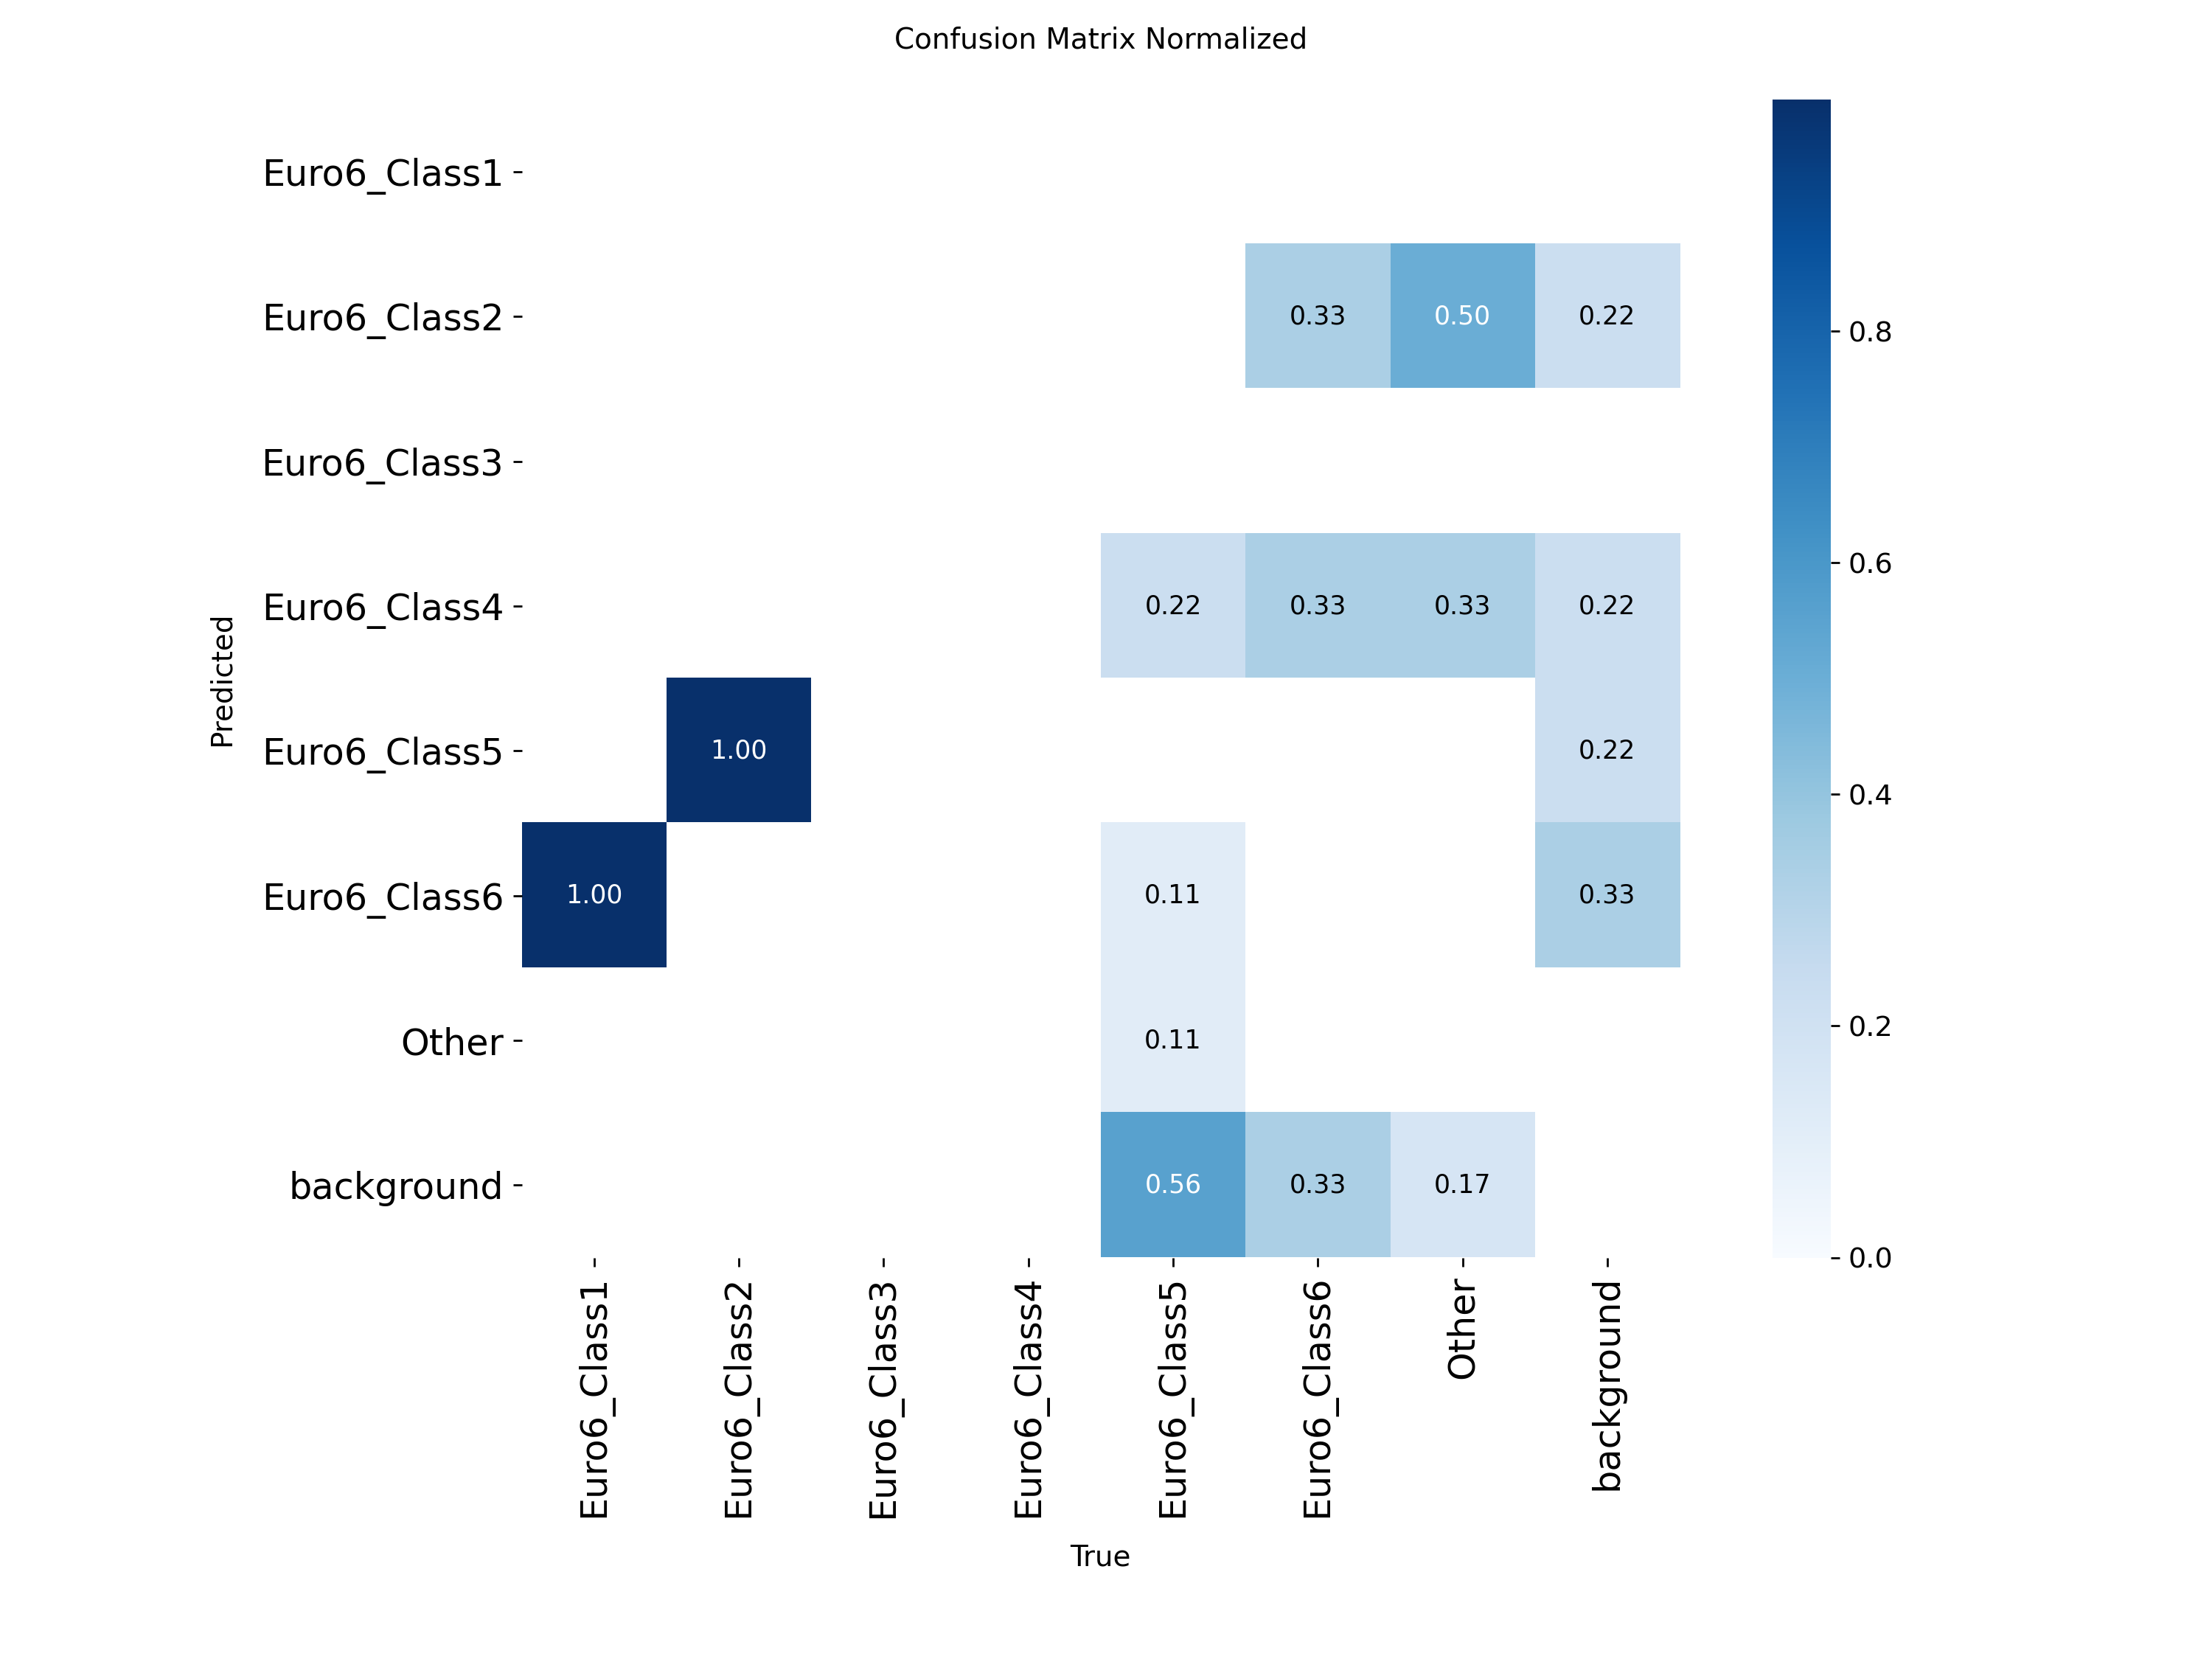 Confusion Matrix Normalized
Euro6_Class1
Euro6_Class2
0.33 0.50 0.22
0.8
Euro6_Class3
0.6
Euro6_Class4
0.22 0.33 0.33 0.22
Predicted
Euro6_Class5
1.00 0.22
0.4
Euro6_Class6
1.00 0.11 0.33
0.2
Other
0.11
background
0.56 0.33 0.17
0.0
Euro6_Class1
Euro6_Class2
Euro6_Class3
Euro6_Class4
Euro6_Class5
Euro6_Class6
Other
background
True